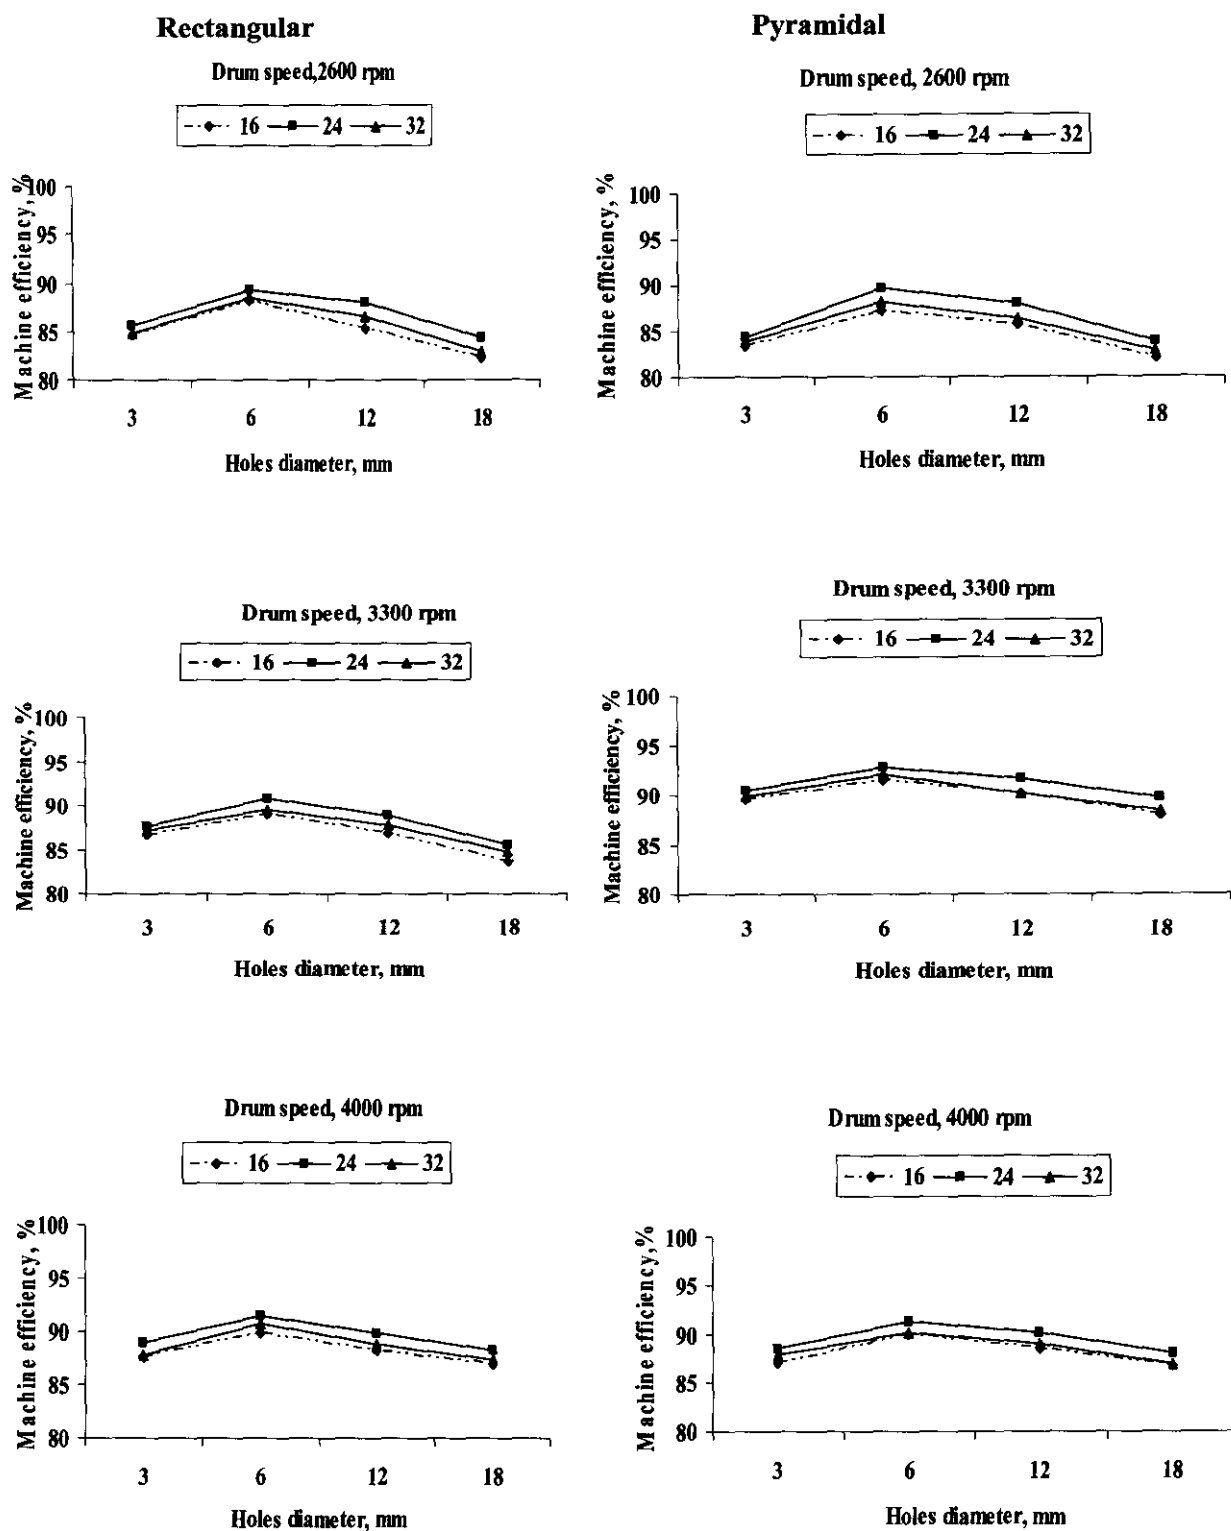 Rectangular
Drum speed,2600 rpm
16 24 32
Machine efficiency, %
100
95
90
85
80
3 6 12 18
Holes diameter, mm
Pyramidal
Drum speed, 2600 rpm
16 24 32
Machine efficiency, %
100
95
90
85
80
3 6 12 18
Holes diameter, mm
Drum speed, 3300 rpm
16 24 32
Machine efficiency, %
100
95
90
85
80
3 6 12 18
Holes diameter, mm
Drum speed, 3300 rpm
16 24 32
Machine efficiency, %
100
95
90
85
80
3 6 12 18
Holes diameter, mm
Drum speed, 4000 rpm
16 24 32
Machine efficiency, %
100
95
90
85
80
3 6 12 18
Holes diameter, mm
Drum speed, 4000 rpm
16 24 32
Machine efficiency,%
100
95
90
85
80
3 6 12 18
Holes diameter, mm